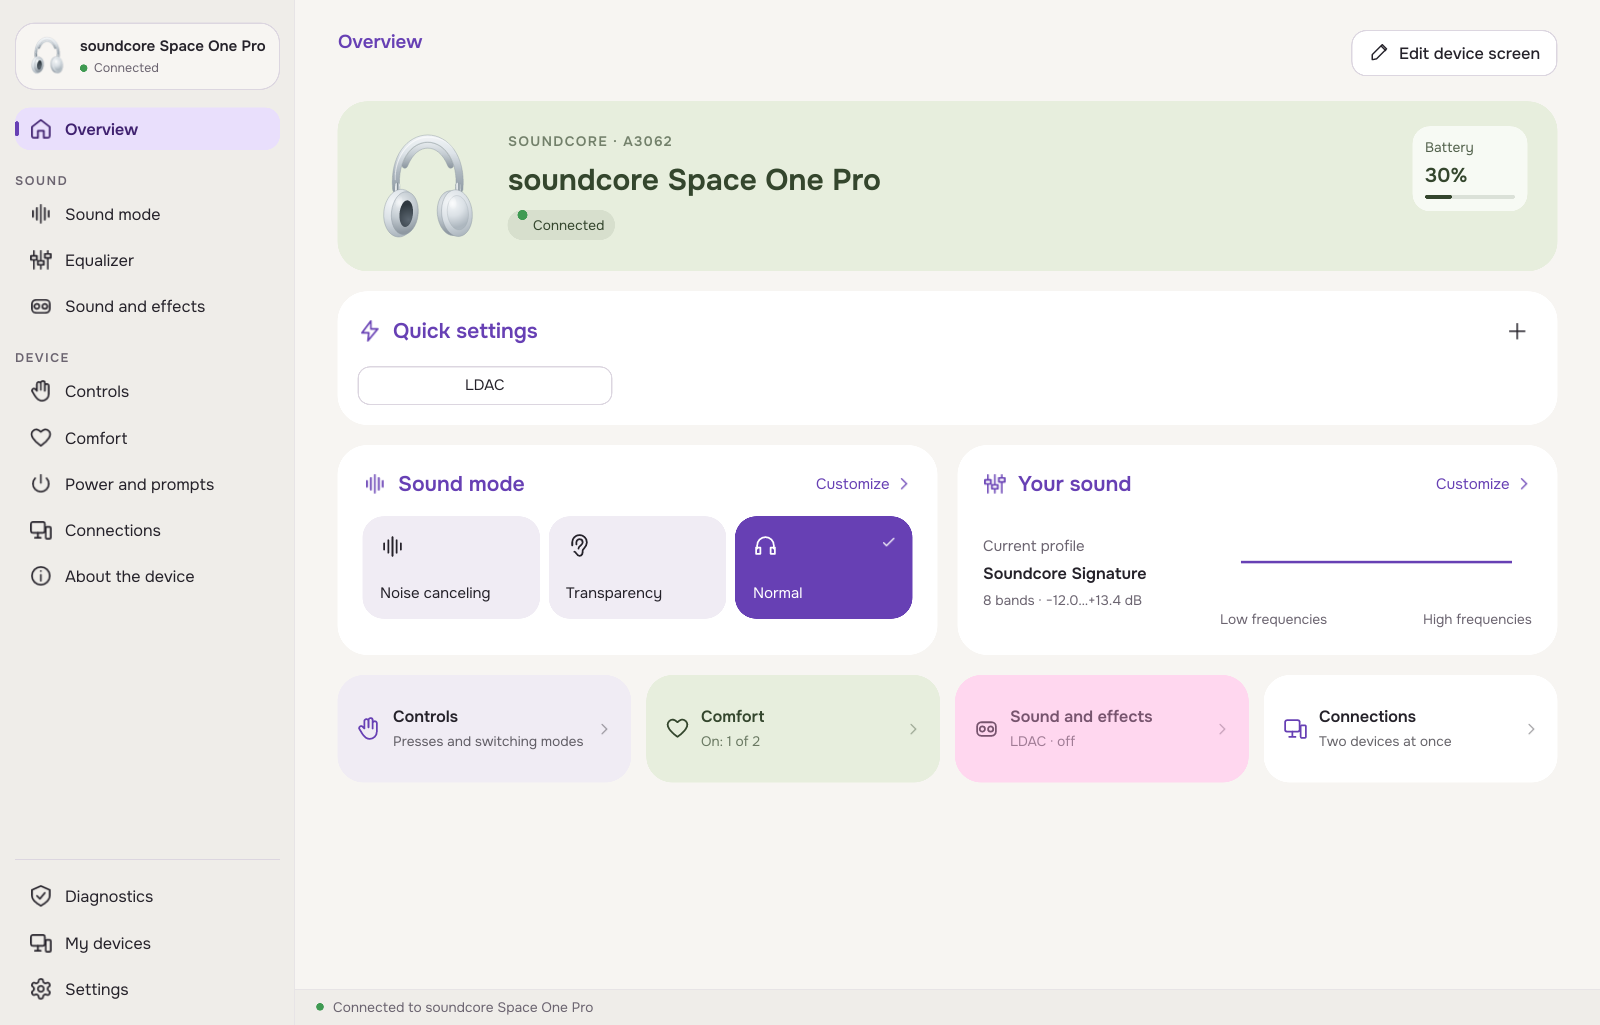 soundcore Space One Pro
Connected
Overview
SOUND
Sound mode
Equalizer
Sound and effects
DEVICE
Controls
Comfort
Power and prompts
Connections
About the device
Diagnostics
My devices
Settings
Overview
Edit device screen
SOUNDCORE · A3062
soundcore Space One Pro
Connected
Battery
30%
Quick settings
LDAC
Sound mode
Customize
Noise canceling
Transparency
Normal
Your sound
Customize
Current profile
Soundcore Signature
8 bands · −12.0…+13.4 dB
Low frequencies
High frequencies
Controls
Presses and switching modes
Comfort
On: 1 of 2
Sound and effects
LDAC · off
Connections
Two devices at once
Connected to soundcore Space One Pro